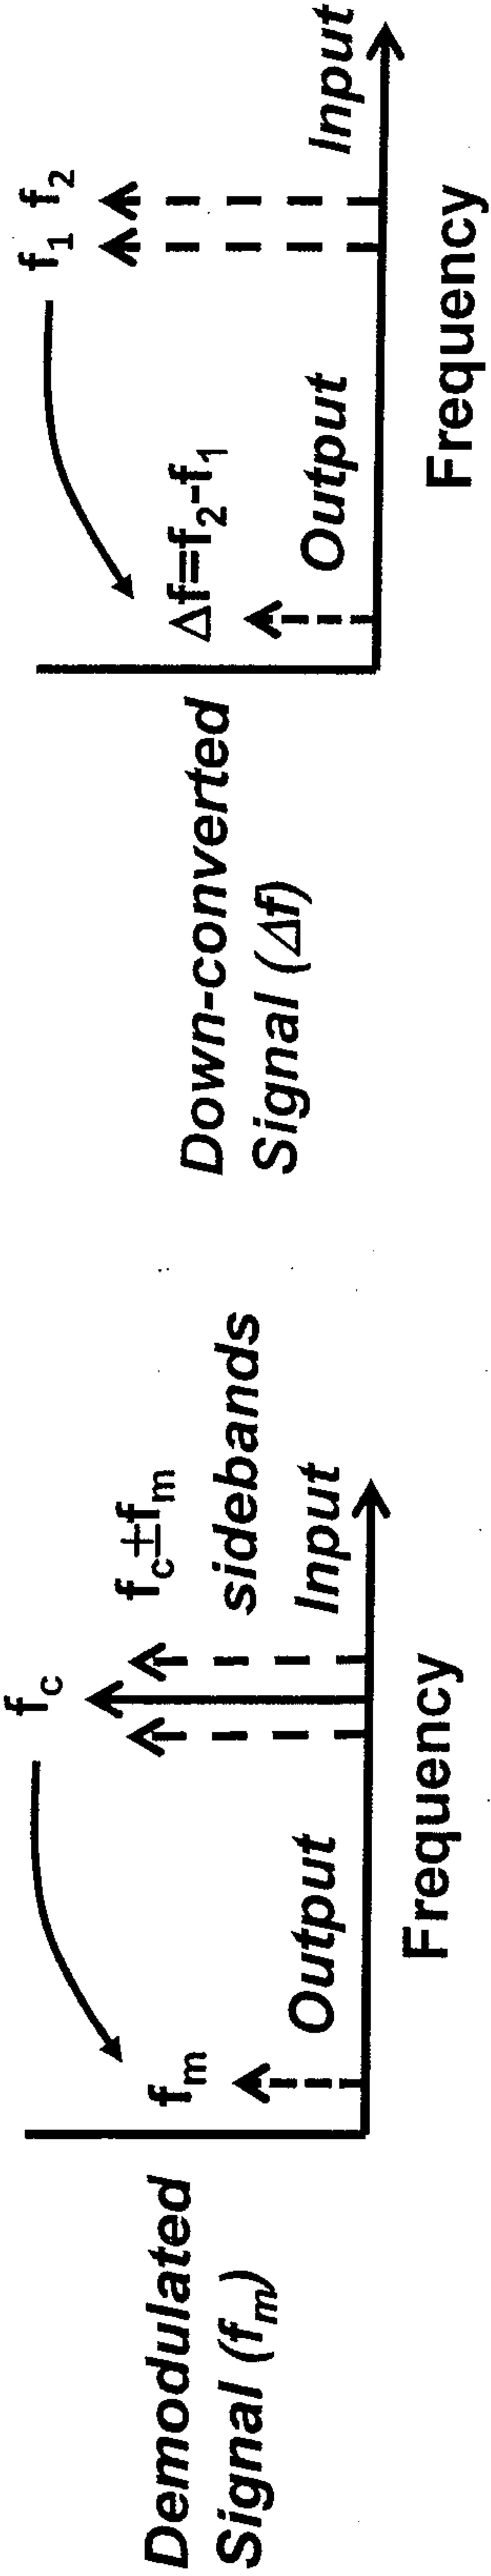 Demodulated
Signal (fm)
fm
fc
fc±fm
sidebands
Output
Input
Frequency
Down-converted
Signal (Δf)
Δf=f2-f1
f1 f2
Output
Input
Frequency